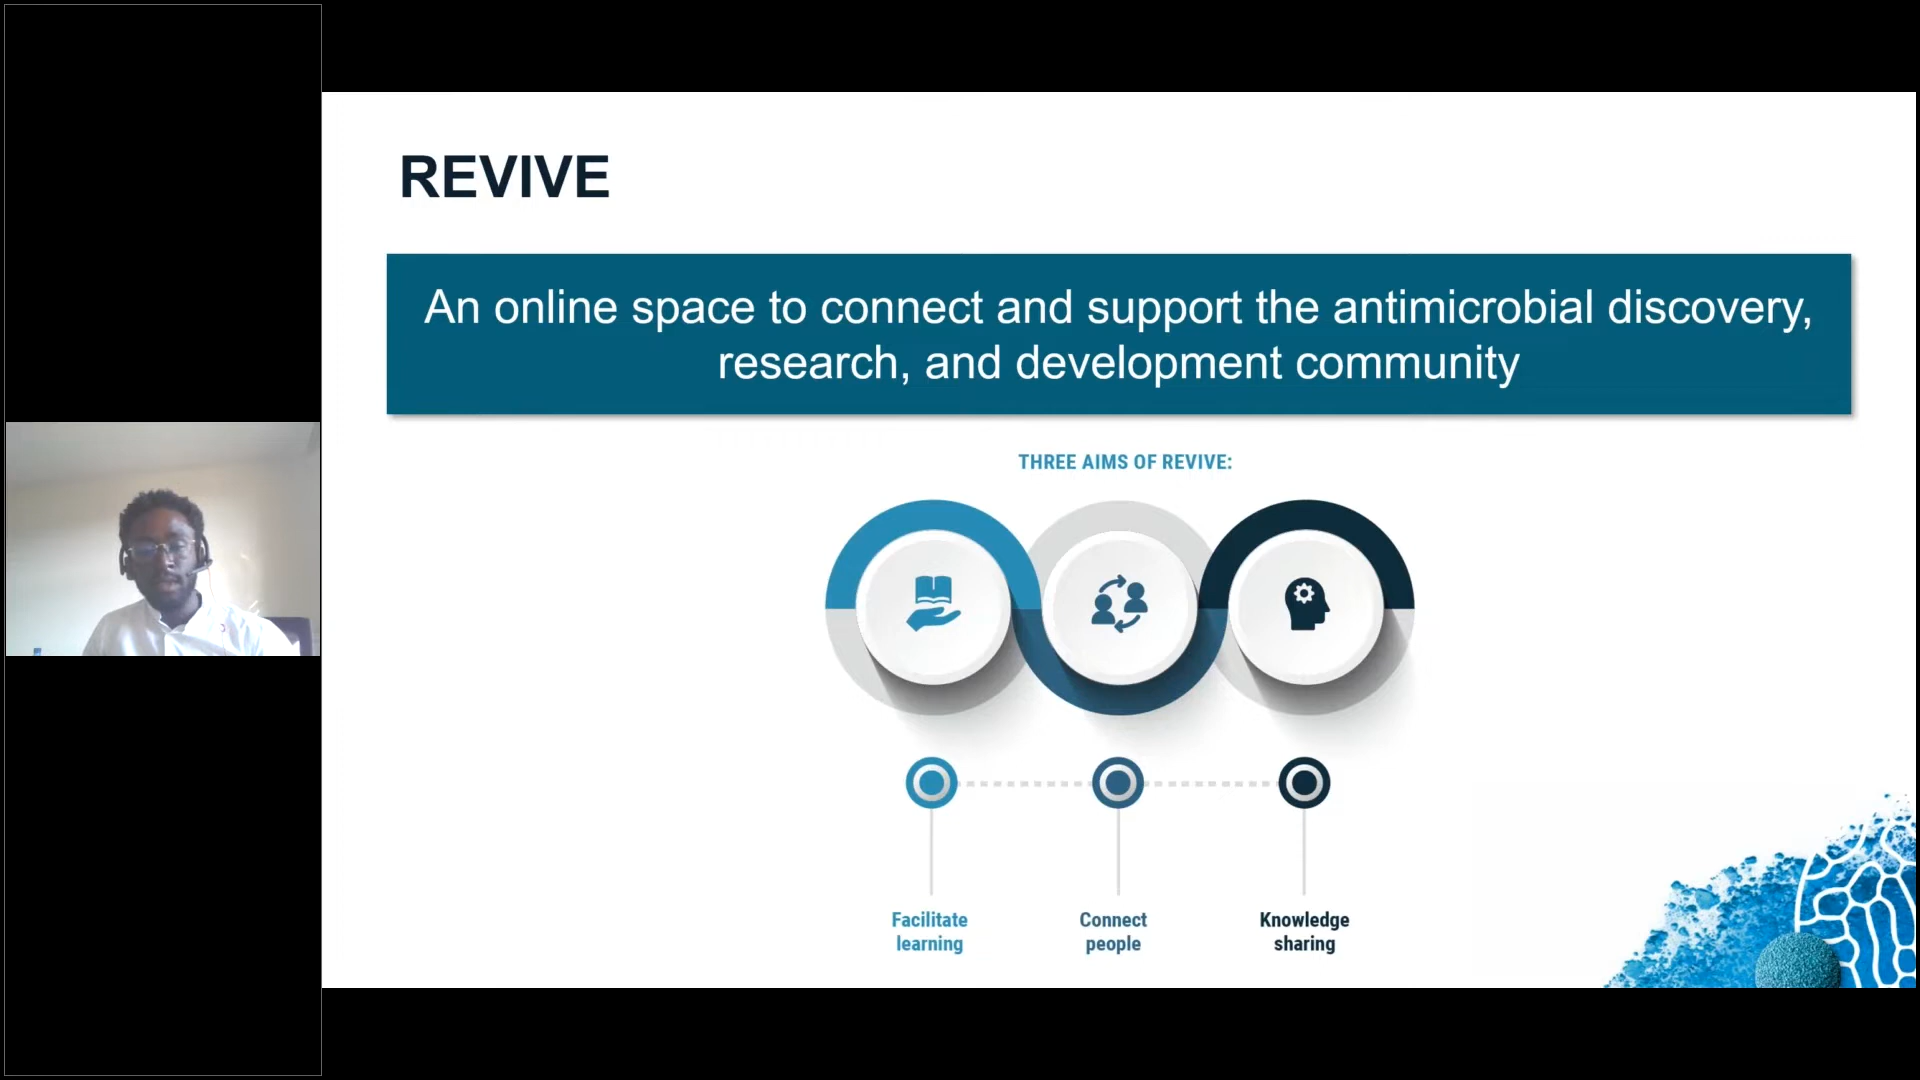 REVIVE
An online space to connect and support the antimicrobial discovery,
research, and development community
THREE AIMS OF REVIVE:
Facilitate
learning
Connect
people
Knowledge
sharing